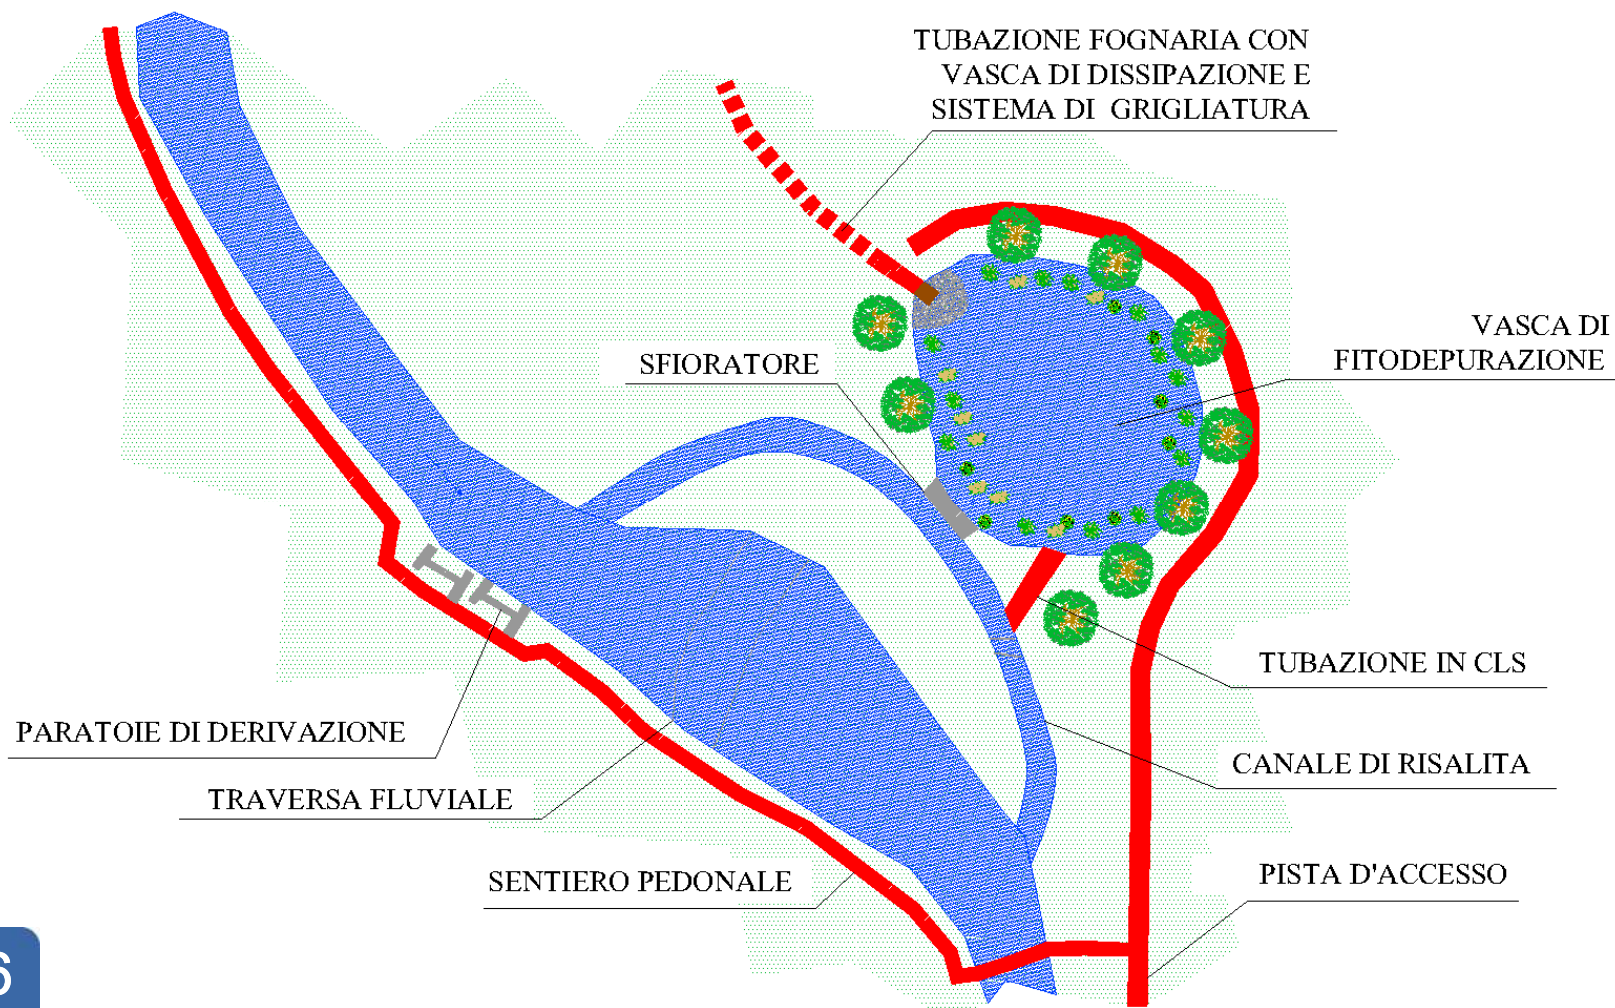 TUBAZIONE FOGNARIA CON
VASCA DI DISSIPAZIONE E
SISTEMA DI GRIGLIATURA
VASCA DI
FITODEPURAZIONE
SFIORATORE
TUBAZIONE IN CLS
PARATOIE DI DERIVAZIONE
CANALE DI RISALITA
TRAVERSA FLUVIALE
SENTIERO PEDONALE
PISTA D'ACCESSO
6